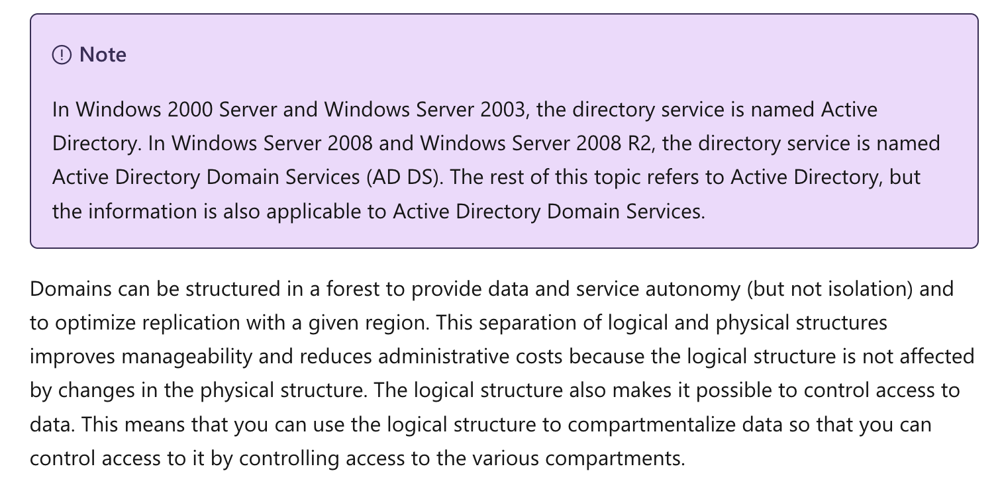 Note
In Windows 2000 Server and Windows Server 2003, the directory service is named Active
Directory. In Windows Server 2008 and Windows Server 2008 R2, the directory service is named
Active Directory Domain Services (AD DS). The rest of this topic refers to Active Directory, but
the information is also applicable to Active Directory Domain Services.
Domains can be structured in a forest to provide data and service autonomy (but not isolation) and
to optimize replication with a given region. This separation of logical and physical structures
improves manageability and reduces administrative costs because the logical structure is not affected
by changes in the physical structure. The logical structure also makes it possible to control access to
data. This means that you can use the logical structure to compartmentalize data so that you can
control access to it by controlling access to the various compartments.